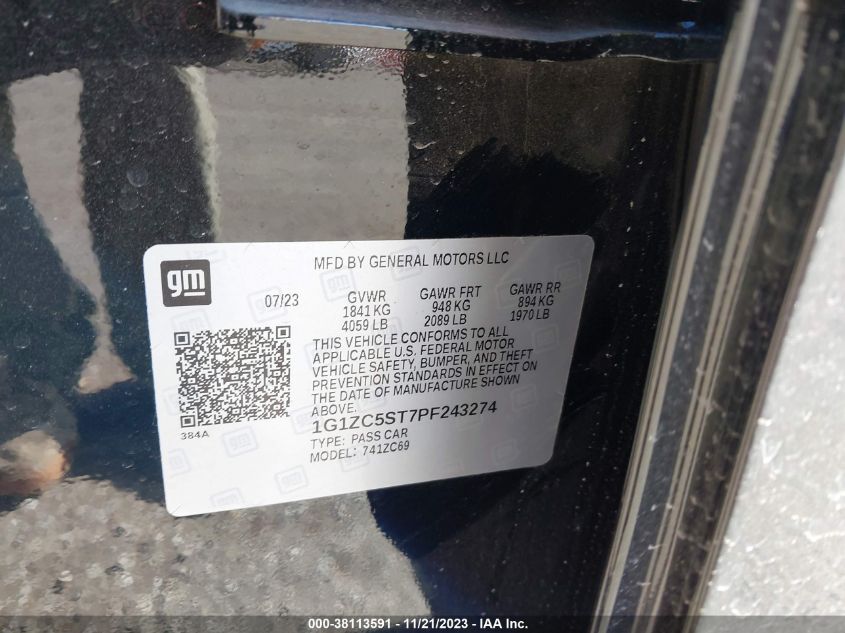 gm
MFD BY GENERAL MOTORS LLC
07/23 GVWR GAWR FRT GAWR RR
1841 KG 948 KG 894 KG
4059 LB 2089 LB 1970 LB
THIS VEHICLE CONFORMS TO ALL
APPLICABLE U.S. FEDERAL MOTOR
VEHICLE SAFETY, BUMPER, AND THEFT
PREVENTION STANDARDS IN EFFECT ON
THE DATE OF MANUFACTURE SHOWN
ABOVE.
384A
1G1ZC5ST7PF243274
TYPE: PASS CAR
MODEL: 741ZC69
000-38113591 - 11/21/2023 - IAA Inc.